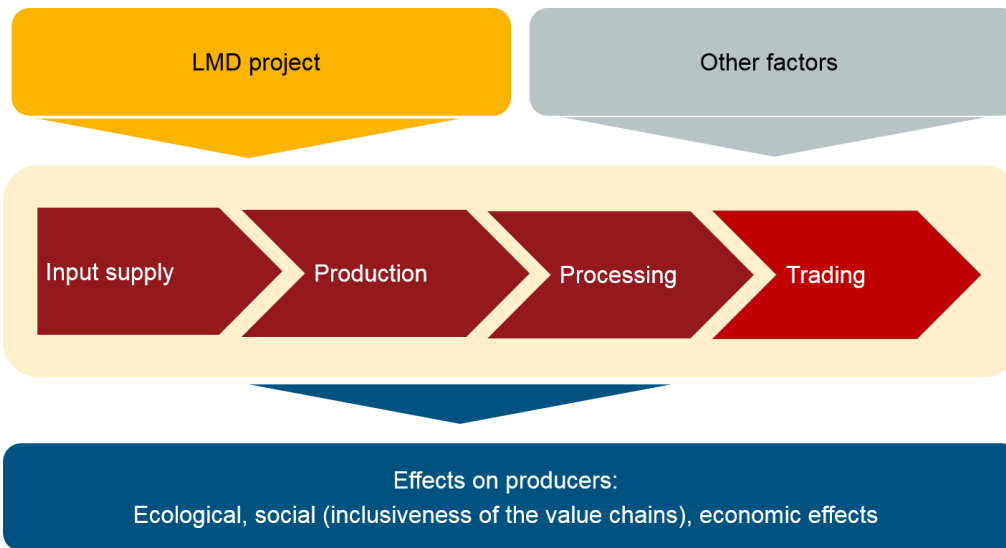 LMD project
Other factors
Input supply
Production
Processing
Trading
Effects on producers:
Ecological, social (inclusiveness of the value chains), economic effects